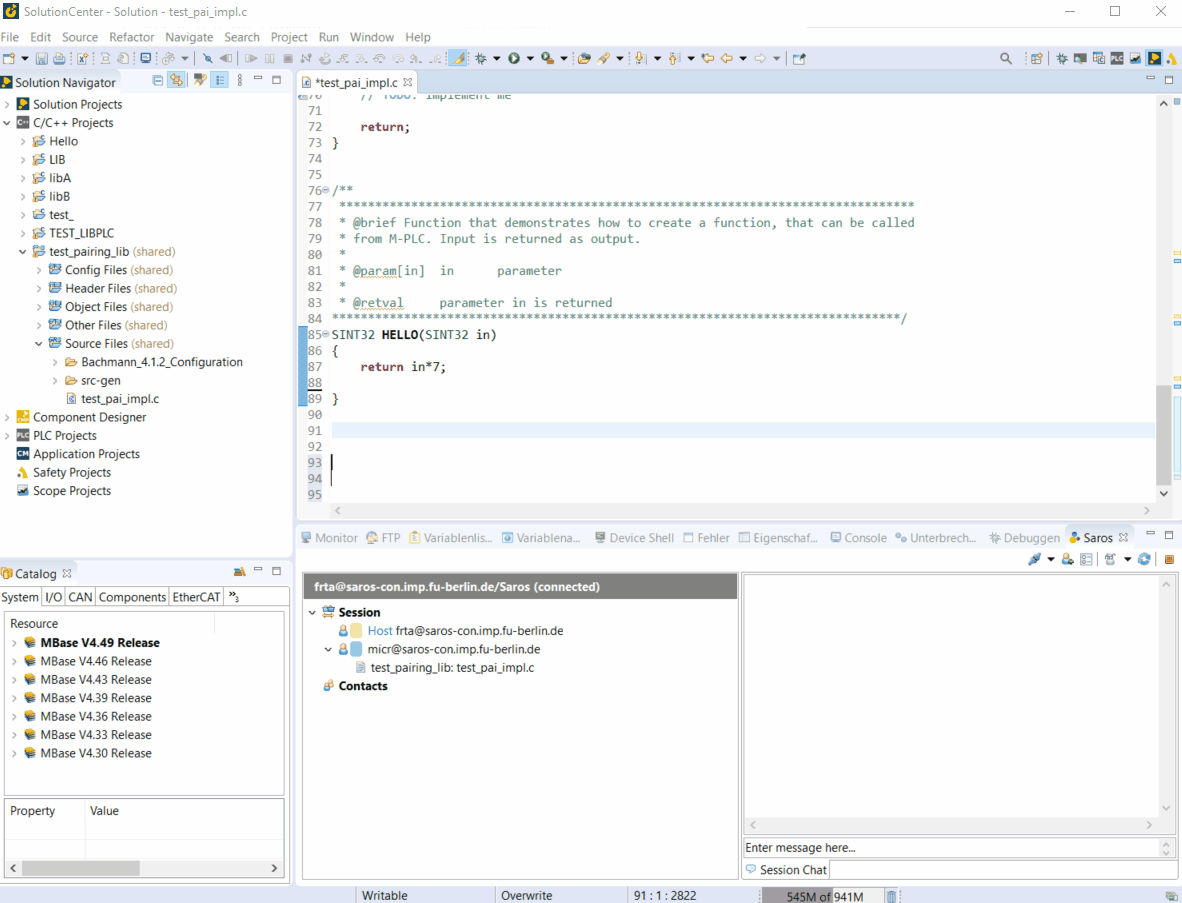 SolutionCenter - Solution - test_pai_impl.c
File Edit Source Refactor Navigate Search Project Run Window Help
Solution Navigator
Solution Projects
C/C++ Projects
Hello
LIB
libA
libB
test_
TEST_LIBPLC
test_pairing_lib (shared)
Config Files (shared)
Header Files (shared)
Object Files (shared)
Other Files (shared)
Source Files (shared)
Bachmann_4.1.2_Configuration
src-gen
test_pai_impl.c
Component Designer
PLC Projects
Application Projects
Safety Projects
Scope Projects
*test_pai_impl.c
70 // TODO: implement me
71
72 return;
73 }
74
75
76 /**
77 ********************************************************************************
78 * @brief Function that demonstrates how to create a function, that can be called
79 * from M-PLC. Input is returned as output.
80 *
81 * @param[in] in parameter
82 *
83 * @retval parameter in is returned
84 *******************************************************************************/
85 SINT32 HELLO(SINT32 in)
86 {
87 return in*7;
88
89 }
90
91
92
93
94
95
Catalog
System I/O CAN Components EtherCAT »3
Resource
MBase V4.49 Release
MBase V4.46 Release
MBase V4.43 Release
MBase V4.39 Release
MBase V4.36 Release
MBase V4.33 Release
MBase V4.30 Release
Property Value
Monitor FTP Variablenlis... Variablena... Device Shell Fehler Eigenschaf... Console Unterbrech... Debuggen Saros
frta@saros-con.imp.fu-berlin.de/Saros (connected)
Session
Host frta@saros-con.imp.fu-berlin.de
micr@saros-con.imp.fu-berlin.de
test_pairing_lib: test_pai_impl.c
Contacts
Enter message here...
Session Chat
Writable Overwrite 91 : 1 : 2822 545M of 941M